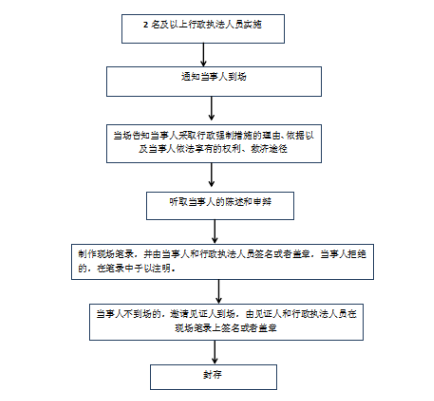 2 名及以上行政执法人员实施
通知当事人到场
当场告知当事人采取行政强制措施的理由、依据以
及当事人依法享有的权利、救济途径
听取当事人的陈述和申辩
制作现场笔录，并由当事人和行政执法人员签名或者盖章，当事人拒绝
的，在笔录中予以注明。
当事人不到场的，邀请见证人到场，由见证人和行政执法人员在
现场笔录上签名或者盖章
封存